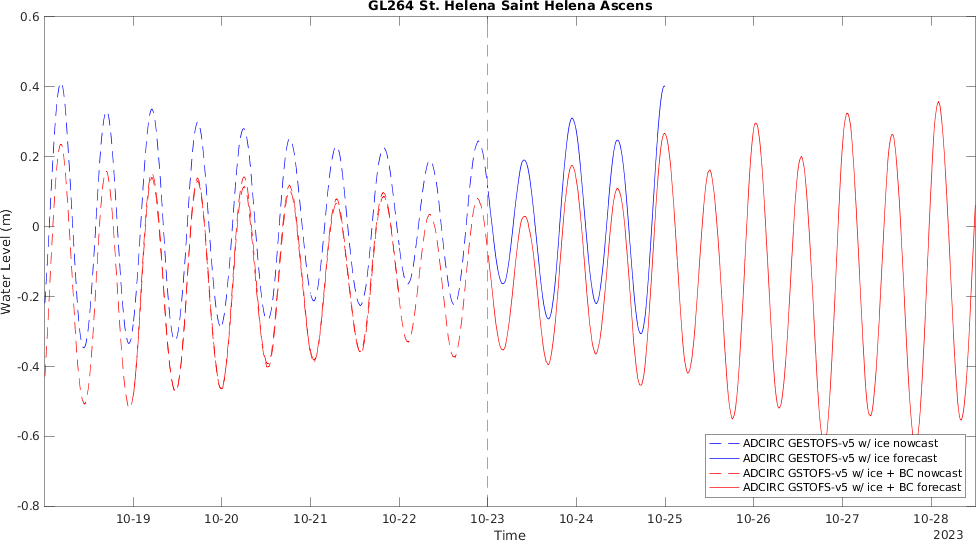 GL264 St. Helena Saint Helena Ascens
Water Level (m)
0.6
0.4
0.2
0
-0.2
-0.4
-0.6
-0.8
10-19 10-20 10-21 10-22 10-23 10-24 10-25 10-26 10-27 10-28
Time
2023
ADCIRC GESTOFS-v5 w/ ice nowcast
ADCIRC GESTOFS-v5 w/ ice forecast
ADCIRC GSTOFS-v5 w/ ice + BC nowcast
ADCIRC GSTOFS-v5 w/ ice + BC forecast